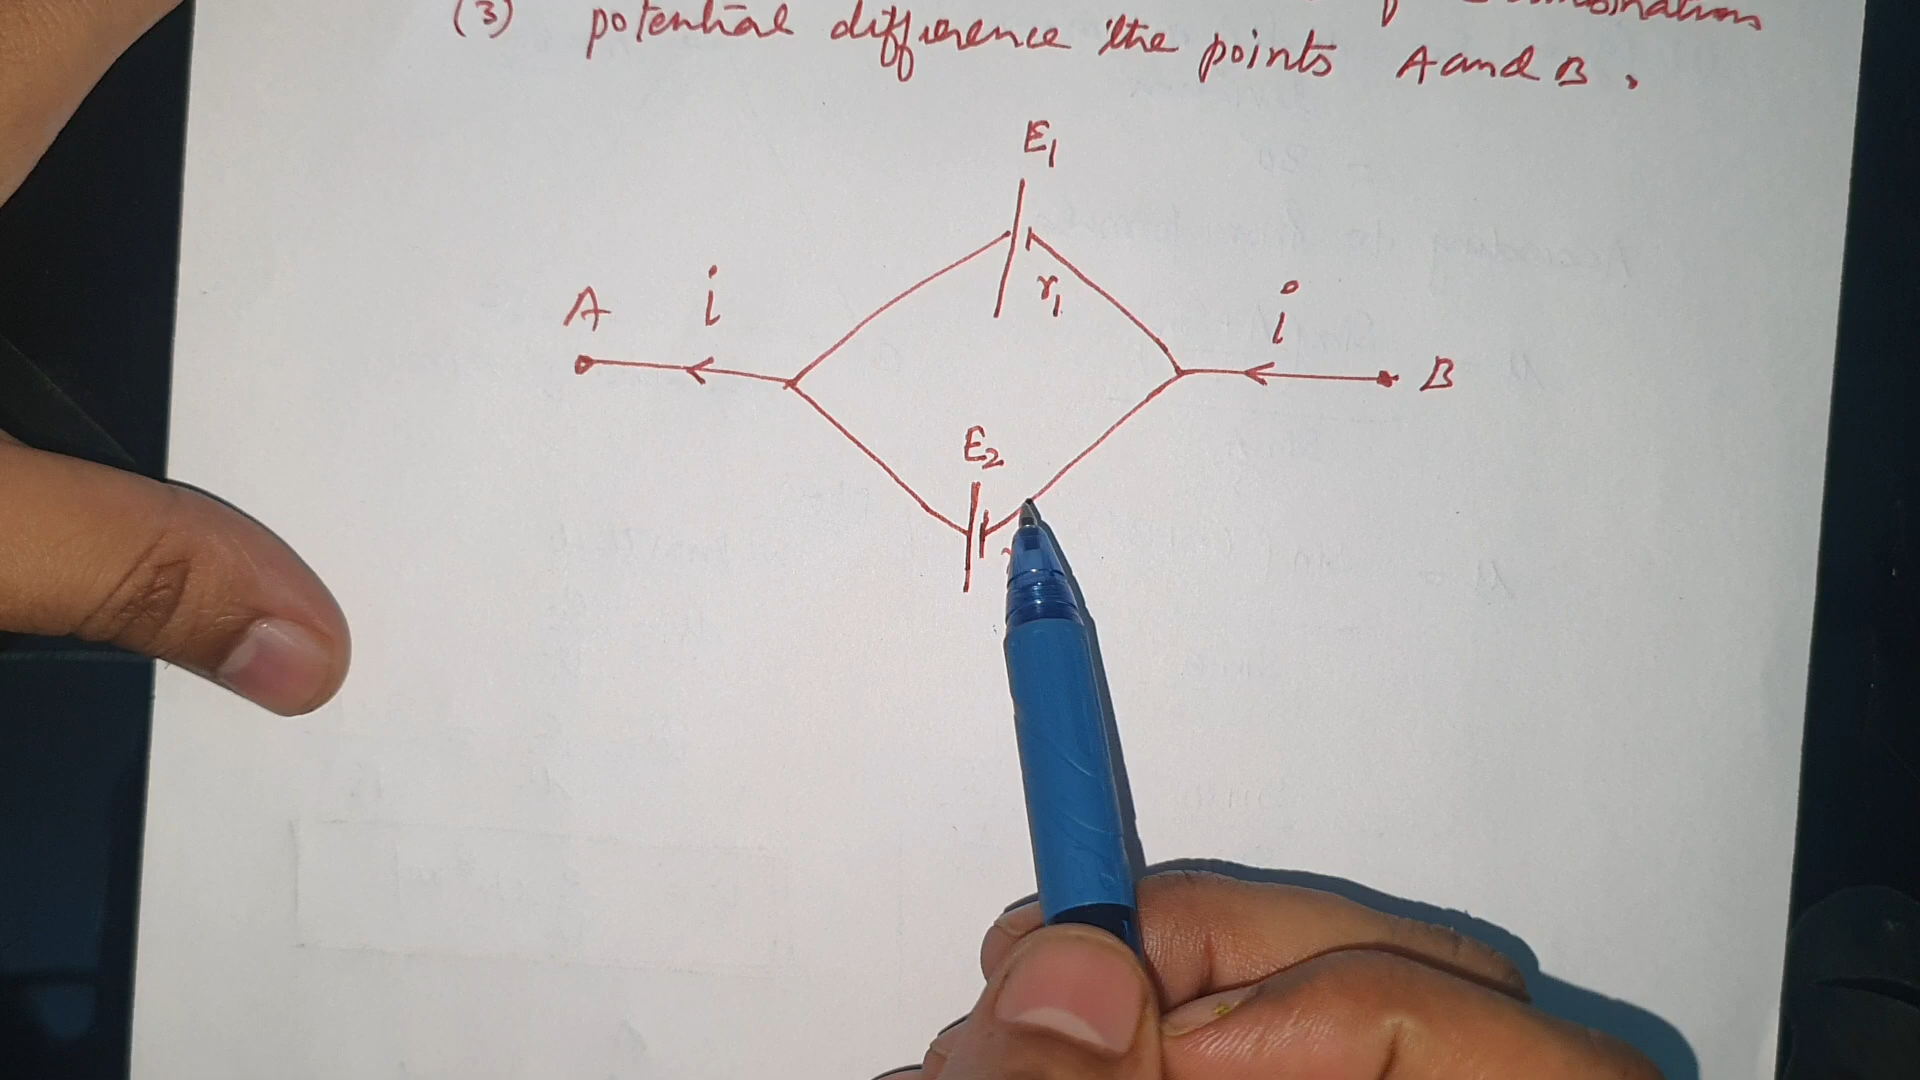 (3) potential difference the points A and B.
E1
r1
A
i
i
B
E2